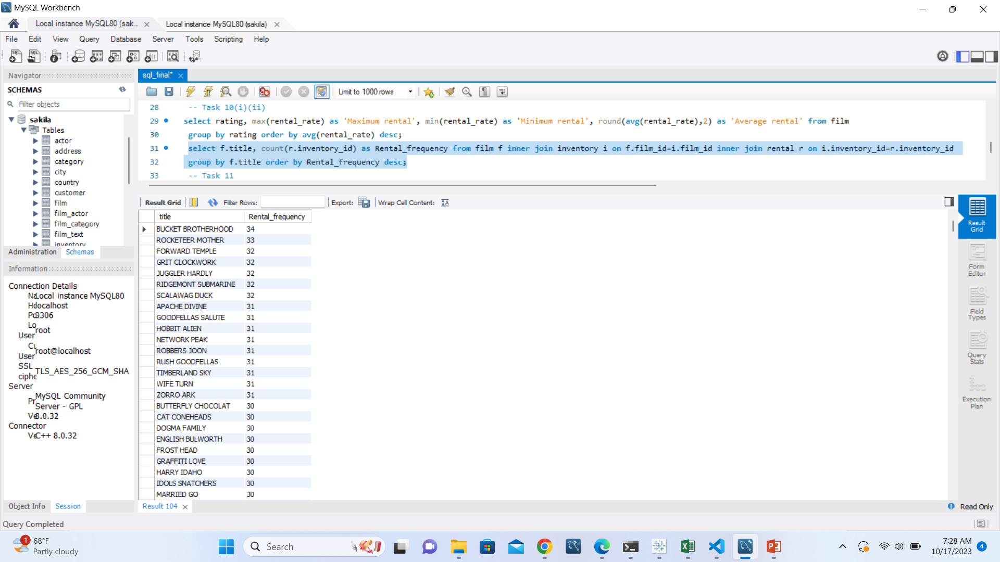 MySQL Workbench
Local instance MySQL80 (sak...
Local instance MySQL80 (sakila)
File Edit View Query Database Server Tools Scripting Help
Navigator
SCHEMAS
Filter objects
sakila
Tables
actor
address
category
city
country
customer
film
film_actor
film_category
film_text
inventory
Administration Schemas
Information
Connection Details
Local instance MySQL80
localhost
3306
Lo
User root
Cu
User root@localhost
SSL
ciphe TLS_AES_256_GCM_SHA
Server
Pr MySQL Community
Server - GPL
8.0.32
Connector
C++ 8.0.32
Object Info Session
Query Completed
sql_final*
Limit to 1000 rows
28 -- Task 10(i)(ii)
29 select rating, max(rental_rate) as 'Maximum rental', min(rental_rate) as 'Minimum rental', round(avg(rental_rate),2) as 'Average rental' from film
30 group by rating order by avg(rental_rate) desc;
31 select f.title, count(r.inventory_id) as Rental_frequency from film f inner join inventory i on f.film_id=i.film_id inner join rental r on i.inventory_id=r.inventory_id
32 group by f.title order by Rental_frequency desc;
33 -- Task 11
Result Grid Filter Rows: Export: Wrap Cell Content:
title Rental_frequency
BUCKET BROTHERHOOD 34
ROCKETEER MOTHER 33
FORWARD TEMPLE 32
GRIT CLOCKWORK 32
JUGGLER HARDLY 32
RIDGEMONT SUBMARINE 32
SCALAWAG DUCK 32
APACHE DIVINE 31
GOODFELLAS SALUTE 31
HOBBIT ALIEN 31
NETWORK PEAK 31
ROBBERS JOON 31
RUSH GOODFELLAS 31
TIMBERLAND SKY 31
WIFE TURN 31
ZORRO ARK 31
BUTTERFLY CHOCOLAT 30
CAT CONEHEADS 30
DOGMA FAMILY 30
ENGLISH BULWORTH 30
FROST HEAD 30
GRAFFITI LOVE 30
HARRY IDAHO 30
IDOLS SNATCHERS 30
MARRIED GO 30
Result 104
Read Only
Result
Grid
Form
Editor
Field
Types
Query
Stats
Execution
Plan
1
68°F
Partly cloudy
Search
7:28 AM
10/17/2023
4